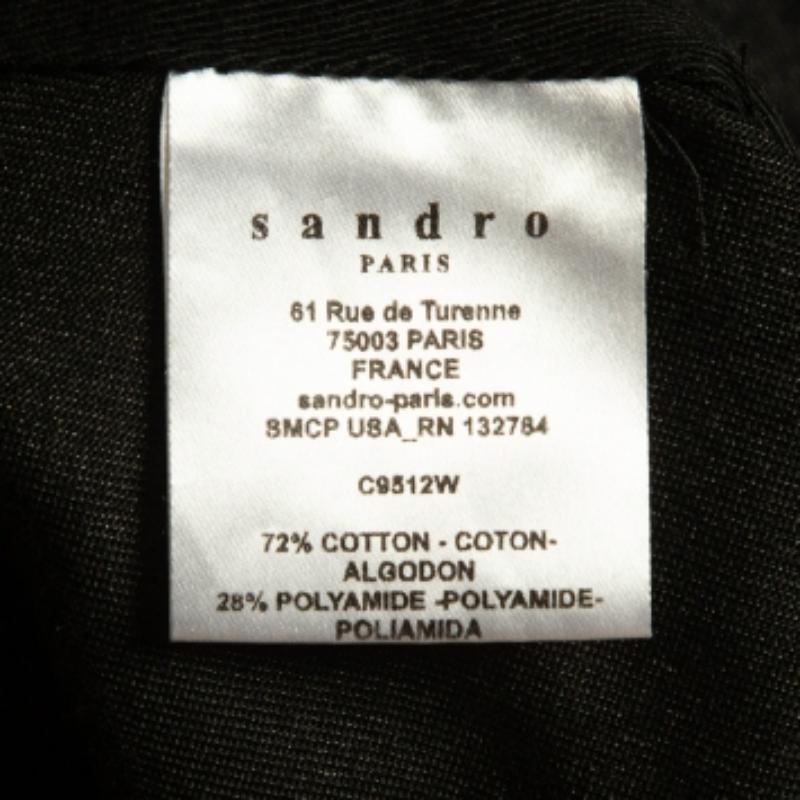 sandro
PARIS
61 Rue de Turenne
75003 PARIS
FRANCE
sandro-paris.com
SMCP USA_RN 132784
C9512W
72% COTTON - COTON-
ALGODON
28% POLYAMIDE -POLYAMIDE-
POLIAMIDA